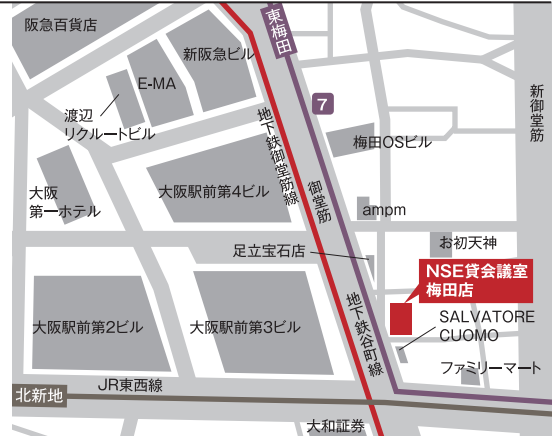 阪急百貨店
新阪急ビル
東梅田
E-MA
渡辺
リクルートビル
7
新御堂筋
地下鉄御堂筋線
梅田OSビル
大阪
第一ホテル
大阪駅前第4ビル
御堂筋
ampm
お初天神
足立宝石店
NSE貸会議室
梅田店
地下鉄谷町線
SALVATORE
CUOMO
大阪駅前第2ビル
大阪駅前第3ビル
ファミリーマート
北新地
JR東西線
大和証券